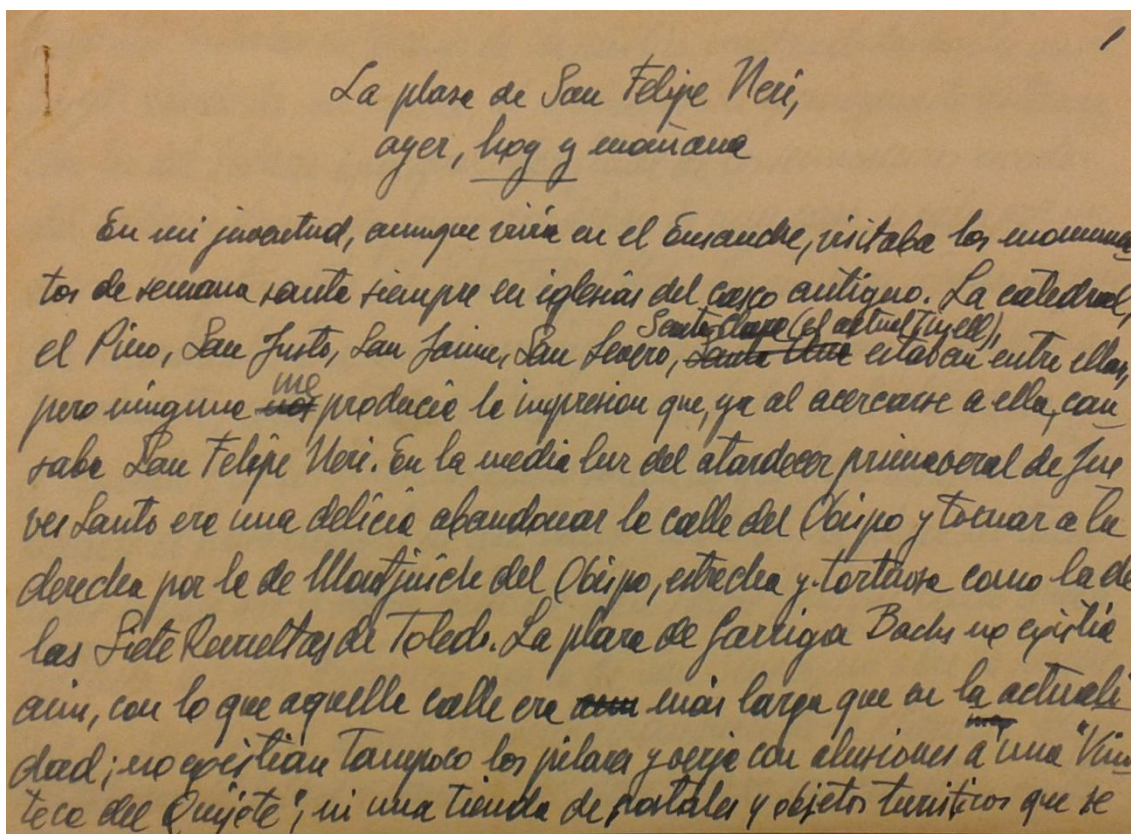 1
La plaza de San Felipe Neri,
ayer, hoy y mañana
En mi juventud, aunque vivía en el Ensanche, visitaba los monumen
tos de semana santa siempre en iglesias del casco antiguo. La catedral,
Santa Clara (el actual Tinell),
el Pino, San Justo, San Jaime, San Severo, estaban entre ellas,
me
pero ninguna producía la impresion que, ya al acercarse a ella, cau
saba San Felipe Neri. En la media luz del atardecer primaveral de Jue
ves Santo era una delicia abandonar la calle del Obispo y tomar a la
derecha por la de Montjuich del Obispo, estrecha y tortuosa como la de
las Siete Revueltas de Toledo. La plaza de Garriga Bachs no existía
aún, con lo que aquella calle era más larga que en la actuali
dad; no existían tampoco los pilares y verja con alusiones a una "Vino
teca del Quijote", ni una tienda de postales y objetos turísticos que se